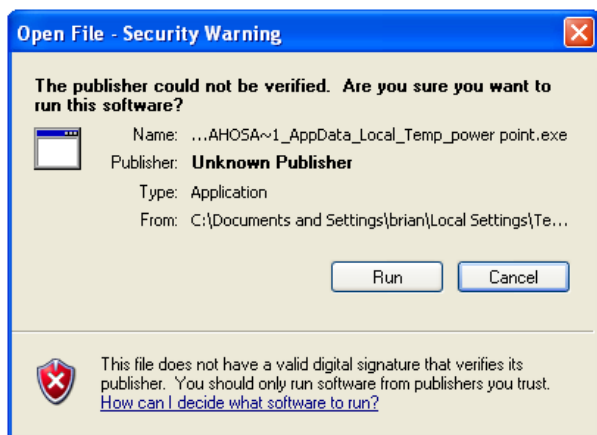 Open File - Security Warning
The publisher could not be verified.  Are you sure you want to
run this software?
Name: ...AHOSA~1_AppData_Local_Temp_power point.exe
Publisher: Unknown Publisher
Type: Application
From: C:\Documents and Settings\brian\Local Settings\Te...
Run Cancel
This file does not have a valid digital signature that verifies its
publisher.  You should only run software from publishers you trust.
How can I decide what software to run?